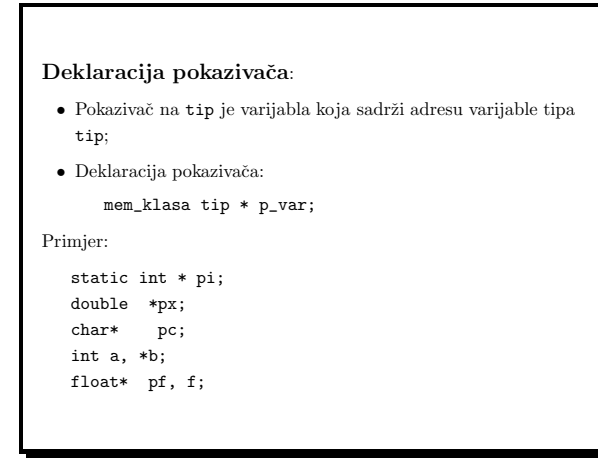 Deklaracija pokazivača:
• Pokazivač na tip je varijabla koja sadrži adresu varijable tipa
tip;
• Deklaracija pokazivača:
mem_klasa tip * p_var;
Primjer:
static int * pi;
double  *px;
char*    pc;
int a, *b;
float*  pf, f;